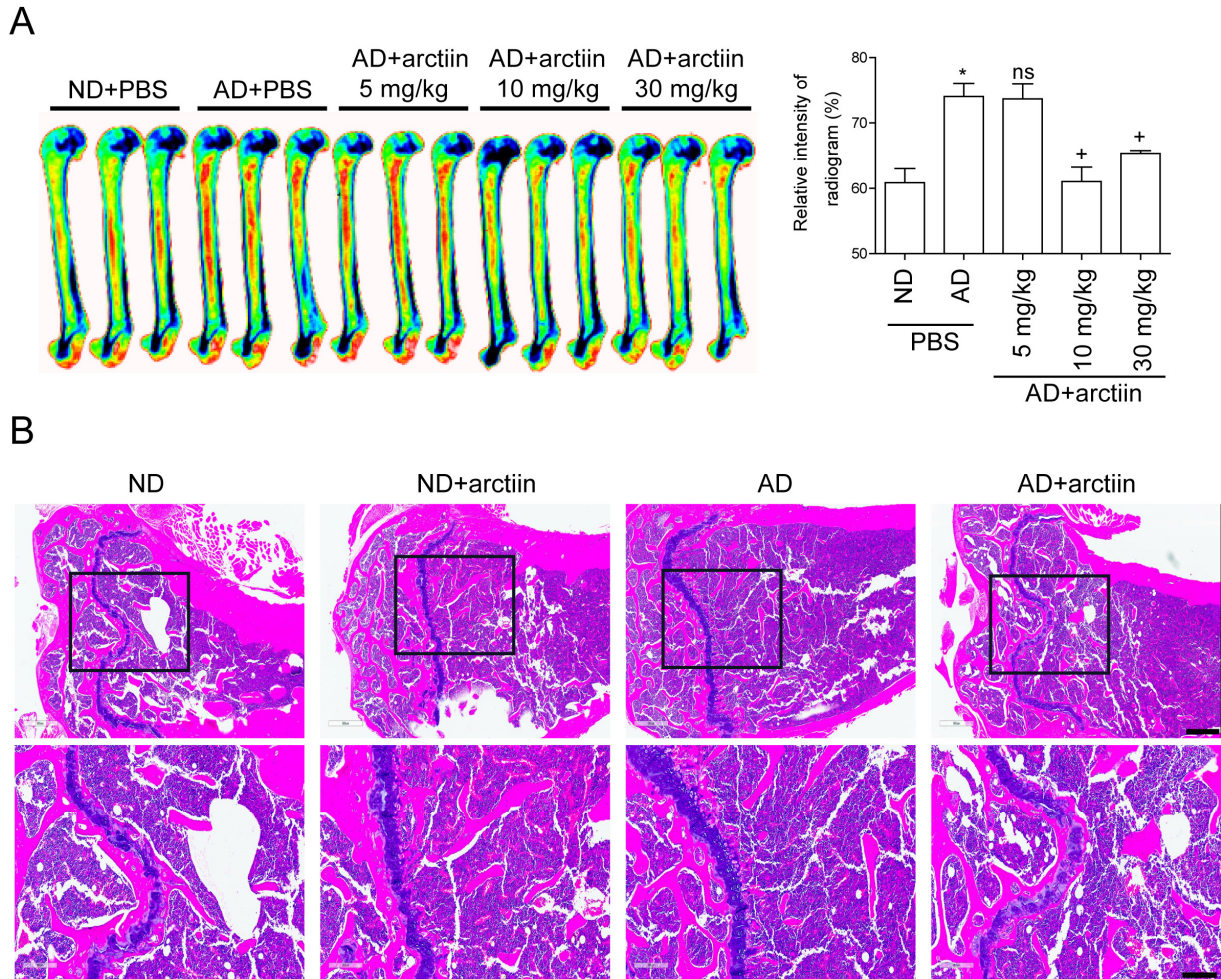 A
ND+PBS
AD+PBS
AD+arctiin
5 mg/kg
AD+arctiin
10 mg/kg
AD+arctiin
30 mg/kg
Relative intensity of
radiogram (%)
80
70
60
50
*
ns
+
+
ND
AD
5 mg/kg
10 mg/kg
30 mg/kg
PBS
AD+arctiin
B
ND
ND+arctiin
AD
AD+arctiin